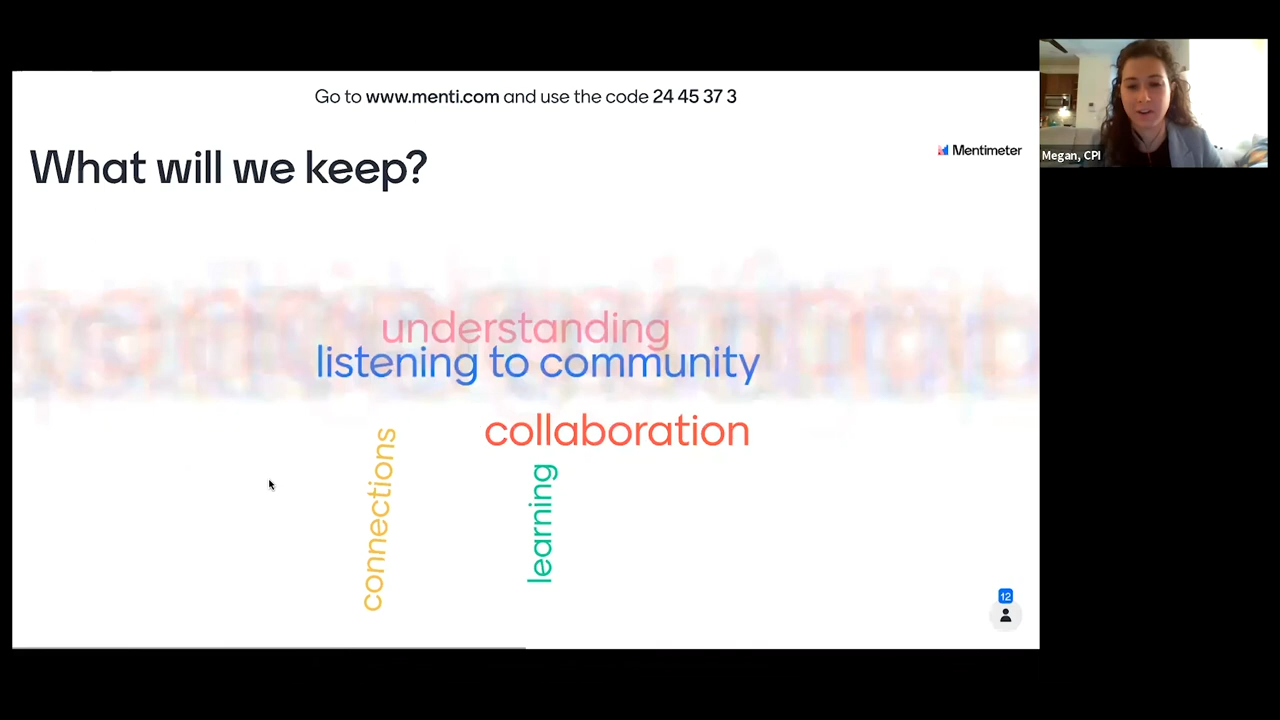 Go to www.menti.com and use the code 24 45 37 3
Mentimeter
Megan, CPI
What will we keep?
understanding
listening to community
collaboration
connections
learning
12